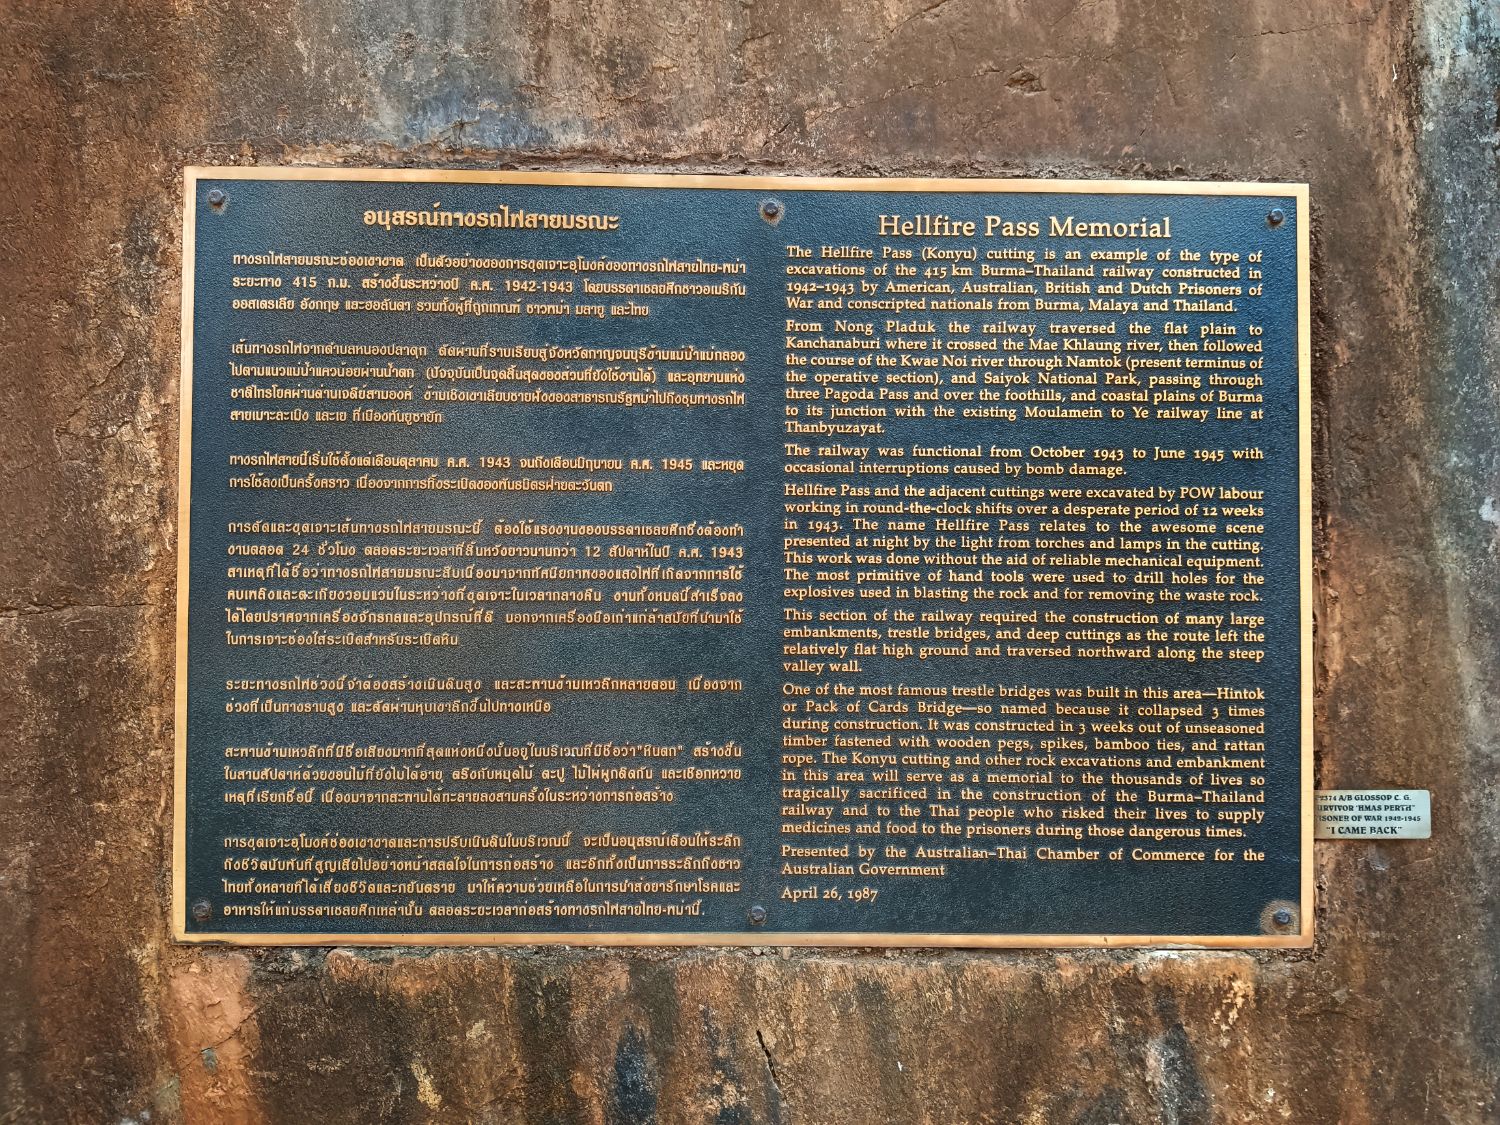 อนุสรณ์ทางรถไฟสายมรณะ
ทางรถไฟสายมรณะช่องเขาขาด เป็นตัวอย่างของการขุดเจาะอุโมงค์ของทางรถไฟสายไทย-พม่า
ระยะทาง 415 ก.ม. สร้างขึ้นระหว่างปี ค.ศ. 1942-1943 โดยบรรดาเชลยศึกชาวอเมริกัน
ออสเตรเลีย อังกฤษ และฮอลันดา รวมทั้งผู้ที่ถูกเกณฑ์ ชาวพม่า มลายู และไทย
เส้นทางรถไฟจากตำบลหนองปลาดุก ตัดผ่านที่ราบเรียบสู่จังหวัดกาญจนบุรีข้ามแม่น้ำแม่กลอง
ไปตามแนวแม่น้ำแควน้อยผ่านน้ำตก (ปัจจุบันเป็นจุดสิ้นสุดของส่วนที่ยังใช้งานได้) และอุทยานแห่ง
ชาติไทรโยคผ่านด่านเจดีย์สามองค์ ข้ามเชิงเขาเลียบชายฝั่งของสาธารณรัฐพม่าไปถึงชุมทางรถไฟ
สายเมาะละเมิง และเย ที่เมืองทันบูซายัก
ทางรถไฟสายนี้เริ่มใช้ตั้งแต่เดือนตุลาคม ค.ศ. 1943 จนถึงเดือนมิถุนายน ค.ศ. 1945 และหยุด
การใช้ลงเป็นครั้งคราว เนื่องจากการทิ้งระเบิดของพันธมิตรฝ่ายตะวันตก
การตัดและขุดเจาะเส้นทางรถไฟสายมรณะนี้ ต้องใช้แรงงานของบรรดาเชลยศึกซึ่งต้องทำ
งานตลอด 24 ชั่วโมง ตลอดระยะเวลาที่สิ้นหวังยาวนานกว่า 12 สัปดาห์ในปี ค.ศ. 1943
สาเหตุที่ได้ชื่อว่าทางรถไฟสายมรณะสืบเนื่องมาจากทัศนียภาพของแสงไฟที่เกิดจากการใช้
คบเพลิงและตะเกียงวอมแวมในระหว่างที่ขุดเจาะในเวลากลางคืน งานทั้งหมดนี้สำเร็จลง
ได้โดยปราศจากเครื่องจักรกลและอุปกรณ์ที่ดี นอกจากเครื่องมือเก่าแก่ล้าสมัยที่นำมาใช้
ในการเจาะช่องใส่ระเบิดสำหรับระเบิดหิน
ระยะทางรถไฟช่วงนี้จำต้องสร้างเนินดินสูง และสะพานข้ามเหวลึกหลายตอน เนื่องจาก
ช่วงที่เป็นทางราบสูง และตัดผ่านหุบเขาลึกขึ้นไปทางเหนือ
สะพานข้ามเหวลึกที่มีชื่อเสียงมากที่สุดแห่งหนึ่งนั้นอยู่ในบริเวณที่มีชื่อว่า"หินตก" สร้างขึ้น
ในสามสัปดาห์ด้วยขอนไม้ที่ยังไม่ได้อายุ ตรึงกับหมุดไม้ ตะปู ไม้ไผ่ผูกติดกัน และเชือกหวาย
เหตุที่เรียกชื่อนี้ เนื่องมาจากสะพานได้ทะลายลงสามครั้งในระหว่างการก่อสร้าง
การขุดเจาะอุโมงค์ช่องเขาขาดและการปรับเนินดินในบริเวณนี้ จะเป็นอนุสรณ์เตือนให้ระลึก
ถึงชีวิตนับพันที่สูญเสียไปอย่างหน้าสลดใจในการก่อสร้าง และอีกทั้งเป็นการระลึกถึงชาว
ไทยทั้งหลายที่ได้เสี่ยงชีวิตและภยันตราย มาให้ความช่วยเหลือในการนำส่งยารักษาโรคและ
อาหารให้แก่บรรดาเชลยศึกเหล่านั้น ตลอดระยะเวลาก่อสร้างทางรถไฟสายไทย-พม่านี้.
Hellfire Pass Memorial
The Hellfire Pass (Konyu) cutting is an example of the type of
excavations of the 415 km Burma–Thailand railway constructed in
1942–1943 by American, Australian, British and Dutch Prisoners of
War and conscripted nationals from Burma, Malaya and Thailand.
From Nong Pladuk the railway traversed the flat plain to
Kanchanaburi where it crossed the Mae Khlaung river, then followed
the course of the Kwae Noi river through Namtok (present terminus of
the operative section), and Saiyok National Park, passing through
three Pagoda Pass and over the foothills, and coastal plains of Burma
to its junction with the existing Moulamein to Ye railway line at
Thanbyuzayat.
The railway was functional from October 1943 to June 1945 with
occasional interruptions caused by bomb damage.
Hellfire Pass and the adjacent cuttings were excavated by POW labour
working in round-the-clock shifts over a desperate period of 12 weeks
in 1943. The name Hellfire Pass relates to the awesome scene
presented at night by the light from torches and lamps in the cutting.
This work was done without the aid of reliable mechanical equipment.
The most primitive of hand tools were used to drill holes for the
explosives used in blasting the rock and for removing the waste rock.
This section of the railway required the construction of many large
embankments, trestle bridges, and deep cuttings as the route left the
relatively flat high ground and traversed northward along the steep
valley wall.
One of the most famous trestle bridges was built in this area—Hintok
or Pack of Cards Bridge—so named because it collapsed 3 times
during construction. It was constructed in 3 weeks out of unseasoned
timber fastened with wooden pegs, spikes, bamboo ties, and rattan
rope. The Konyu cutting and other rock excavations and embankment
in this area will serve as a memorial to the thousands of lives so
tragically sacrificed in the construction of the Burma–Thailand
railway and to the Thai people who risked their lives to supply
medicines and food to the prisoners during those dangerous times.
Presented by the Australian–Thai Chamber of Commerce for the
Australian Government
April 26, 1987
2374 A/B GLOSSOP C. G.
URVIVOR "HMAS PERTH"
ISONER OF WAR 1942-1945
"I CAME BACK"